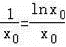 1/x₀ = ln x₀/x₀